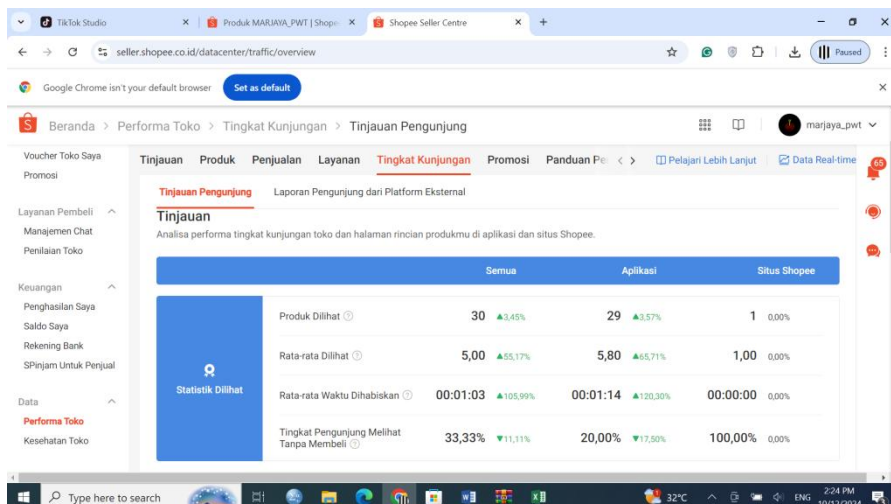 TikTok Studio
Produk MARJAYA_PWT | Shope
Shopee Seller Centre
seller.shopee.co.id/datacenter/traffic/overview
Paused
Google Chrome isn't your default browser
Set as default
Beranda > Performa Toko > Tingkat Kunjungan > Tinjauan Pengunjung
marjaya_pwt
Voucher Toko Saya
Promosi
Layanan Pembeli
Manajemen Chat
Penilaian Toko
Keuangan
Penghasilan Saya
Saldo Saya
Rekening Bank
SPinjam Untuk Penjual
Data
Performa Toko
Kesehatan Toko
Tinjauan Produk Penjualan Layanan Tingkat Kunjungan Promosi Panduan Pe < > Pelajari Lebih Lanjut Data Real-time
65
Tinjauan Pengunjung Laporan Pengunjung dari Platform Eksternal
Tinjauan
Analisa performa tingkat kunjungan toko dan halaman rincian produkmu di aplikasi dan situs Shopee.
Semua Aplikasi Situs Shopee
Statistik Dilihat
Produk Dilihat 30 ▲3,45% 29 ▲3,57% 1 0,00%
Rata-rata Dilihat 5,00 ▲55,17% 5,80 ▲65,71% 1,00 0,00%
Rata-rata Waktu Dihabiskan 00:01:03 ▲105,99% 00:01:14 ▲120,30% 00:00:00 0,00%
Tingkat Pengunjung Melihat
Tanpa Membeli 33,33% ▼11,11% 20,00% ▼17,50% 100,00% 0,00%
Type here to search
32°C ENG 2:24 PM
10/12/2024